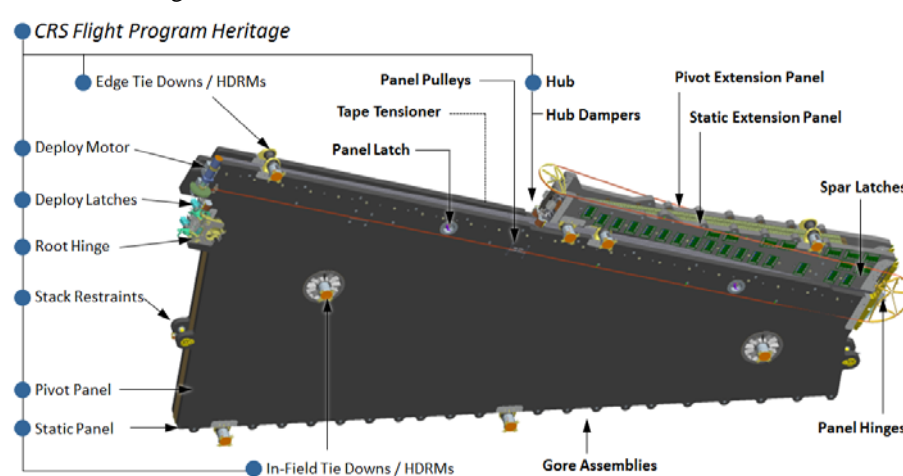 CRS Flight Program Heritage
Edge Tie Downs / HDRMs
Panel Pulleys
Hub
Pivot Extension Panel
Tape Tensioner
Hub Dampers
Static Extension Panel
Deploy Motor
Panel Latch
Deploy Latches
Spar Latches
Root Hinge
Stack Restraints
Pivot Panel
Static Panel
Panel Hinges
In-Field Tie Downs / HDRMs
Gore Assemblies